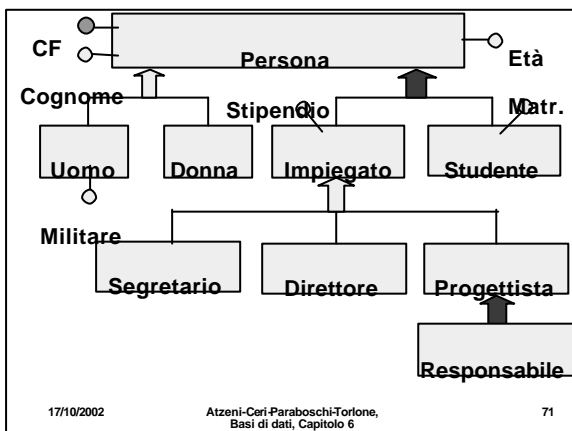 CF
Persona
Età
Cognome
Stipendio
Matr.
Uomo
Donna
Impiegato
Studente
Militare
Segretario
Direttore
Progettista
Responsabile
17/10/2002
Atzeni-Ceri-Paraboschi-Torlone,
Basi di dati, Capitolo 6
71